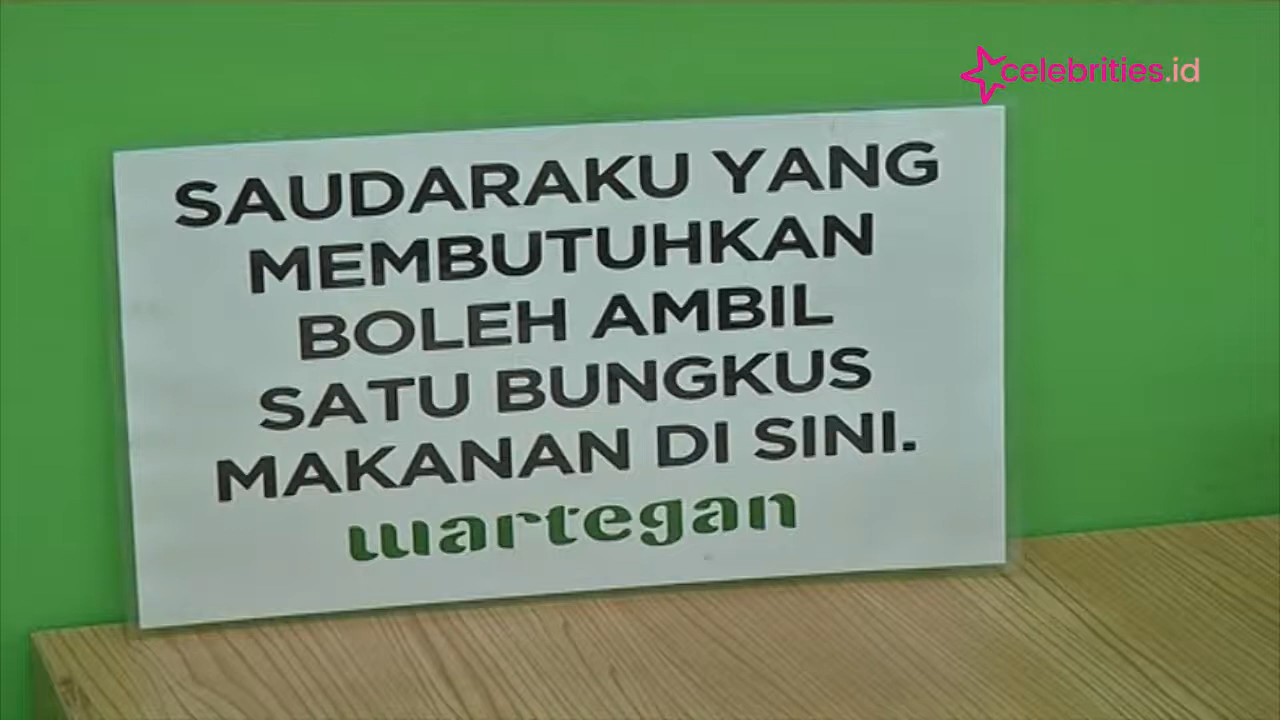 celebrities.id
SAUDARAKU YANG
MEMBUTUHKAN
BOLEH AMBIL
SATU BUNGKUS
MAKANAN DI SINI.
wartegan